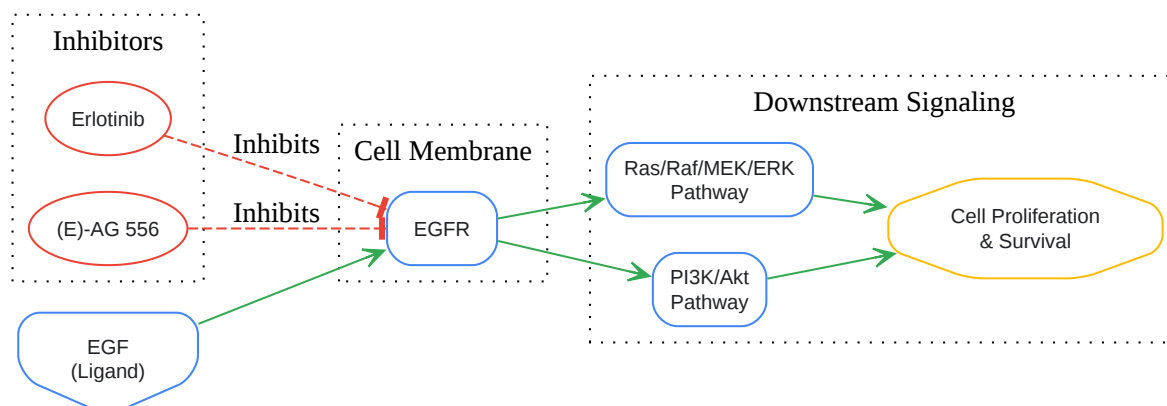 Inhibitors
Erlotinib
(E)-AG 556
Inhibits
Inhibits
EGF
(Ligand)
Cell Membrane
EGFR
Downstream Signaling
Ras/Raf/MEK/ERK
Pathway
PI3K/Akt
Pathway
Cell Proliferation
& Survival